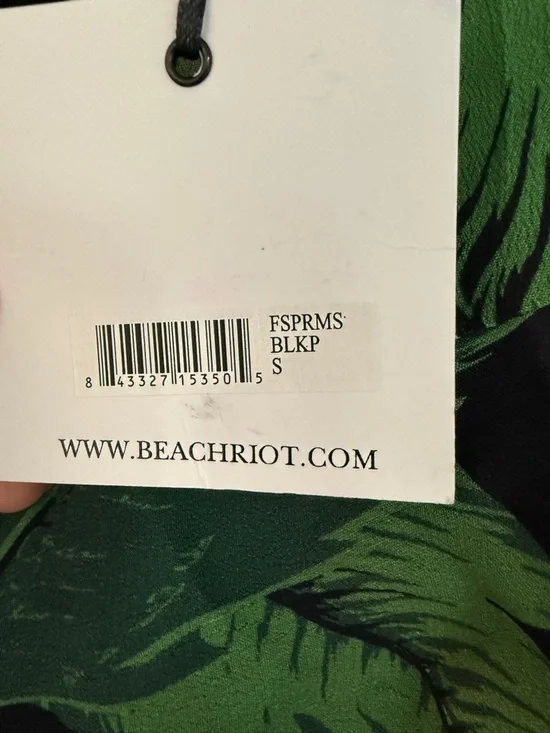 FSPRMS
BLKP
S
8 43327 15350 5
WWW.BEACHRIOT.COM